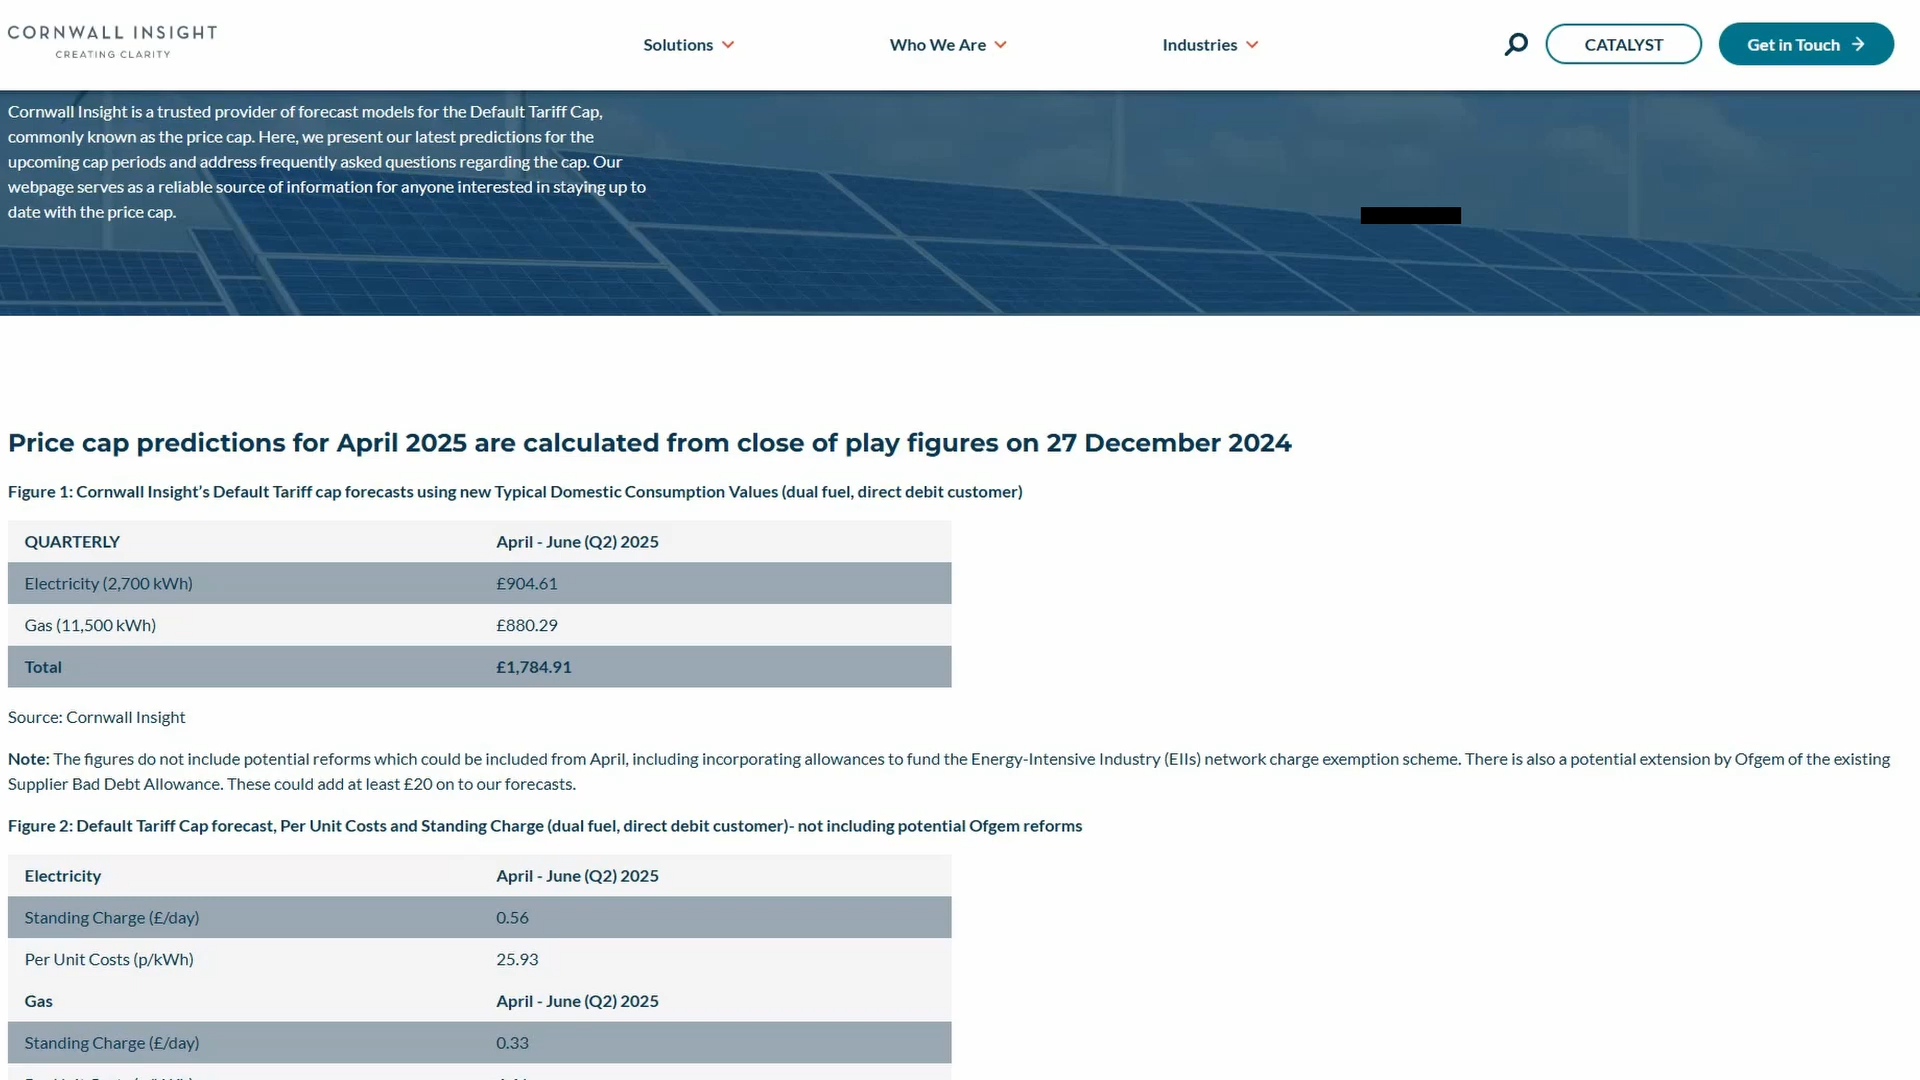 CORNWALL INSIGHT
CREATING CLARITY
Solutions
Who We Are
Industries
CATALYST
Get in Touch
Cornwall Insight is a trusted provider of forecast models for the Default Tariff Cap,
commonly known as the price cap. Here, we present our latest predictions for the
upcoming cap periods and address frequently asked questions regarding the cap. Our
webpage serves as a reliable source of information for anyone interested in staying up to
date with the price cap.
Price cap predictions for April 2025 are calculated from close of play figures on 27 December 2024
Figure 1: Cornwall Insight’s Default Tariff cap forecasts using new Typical Domestic Consumption Values (dual fuel, direct debit customer)
QUARTERLY April - June (Q2) 2025
Electricity (2,700 kWh) £904.61
Gas (11,500 kWh) £880.29
Total £1,784.91
Source: Cornwall Insight
Note: The figures do not include potential reforms which could be included from April, including incorporating allowances to fund the Energy-Intensive Industry (EIIs) network charge exemption scheme. There is also a potential extension by Ofgem of the existing
Supplier Bad Debt Allowance. These could add at least £20 on to our forecasts.
Figure 2: Default Tariff Cap forecast, Per Unit Costs and Standing Charge (dual fuel, direct debit customer)- not including potential Ofgem reforms
Electricity April - June (Q2) 2025
Standing Charge (£/day) 0.56
Per Unit Costs (p/kWh) 25.93
Gas April - June (Q2) 2025
Standing Charge (£/day) 0.33